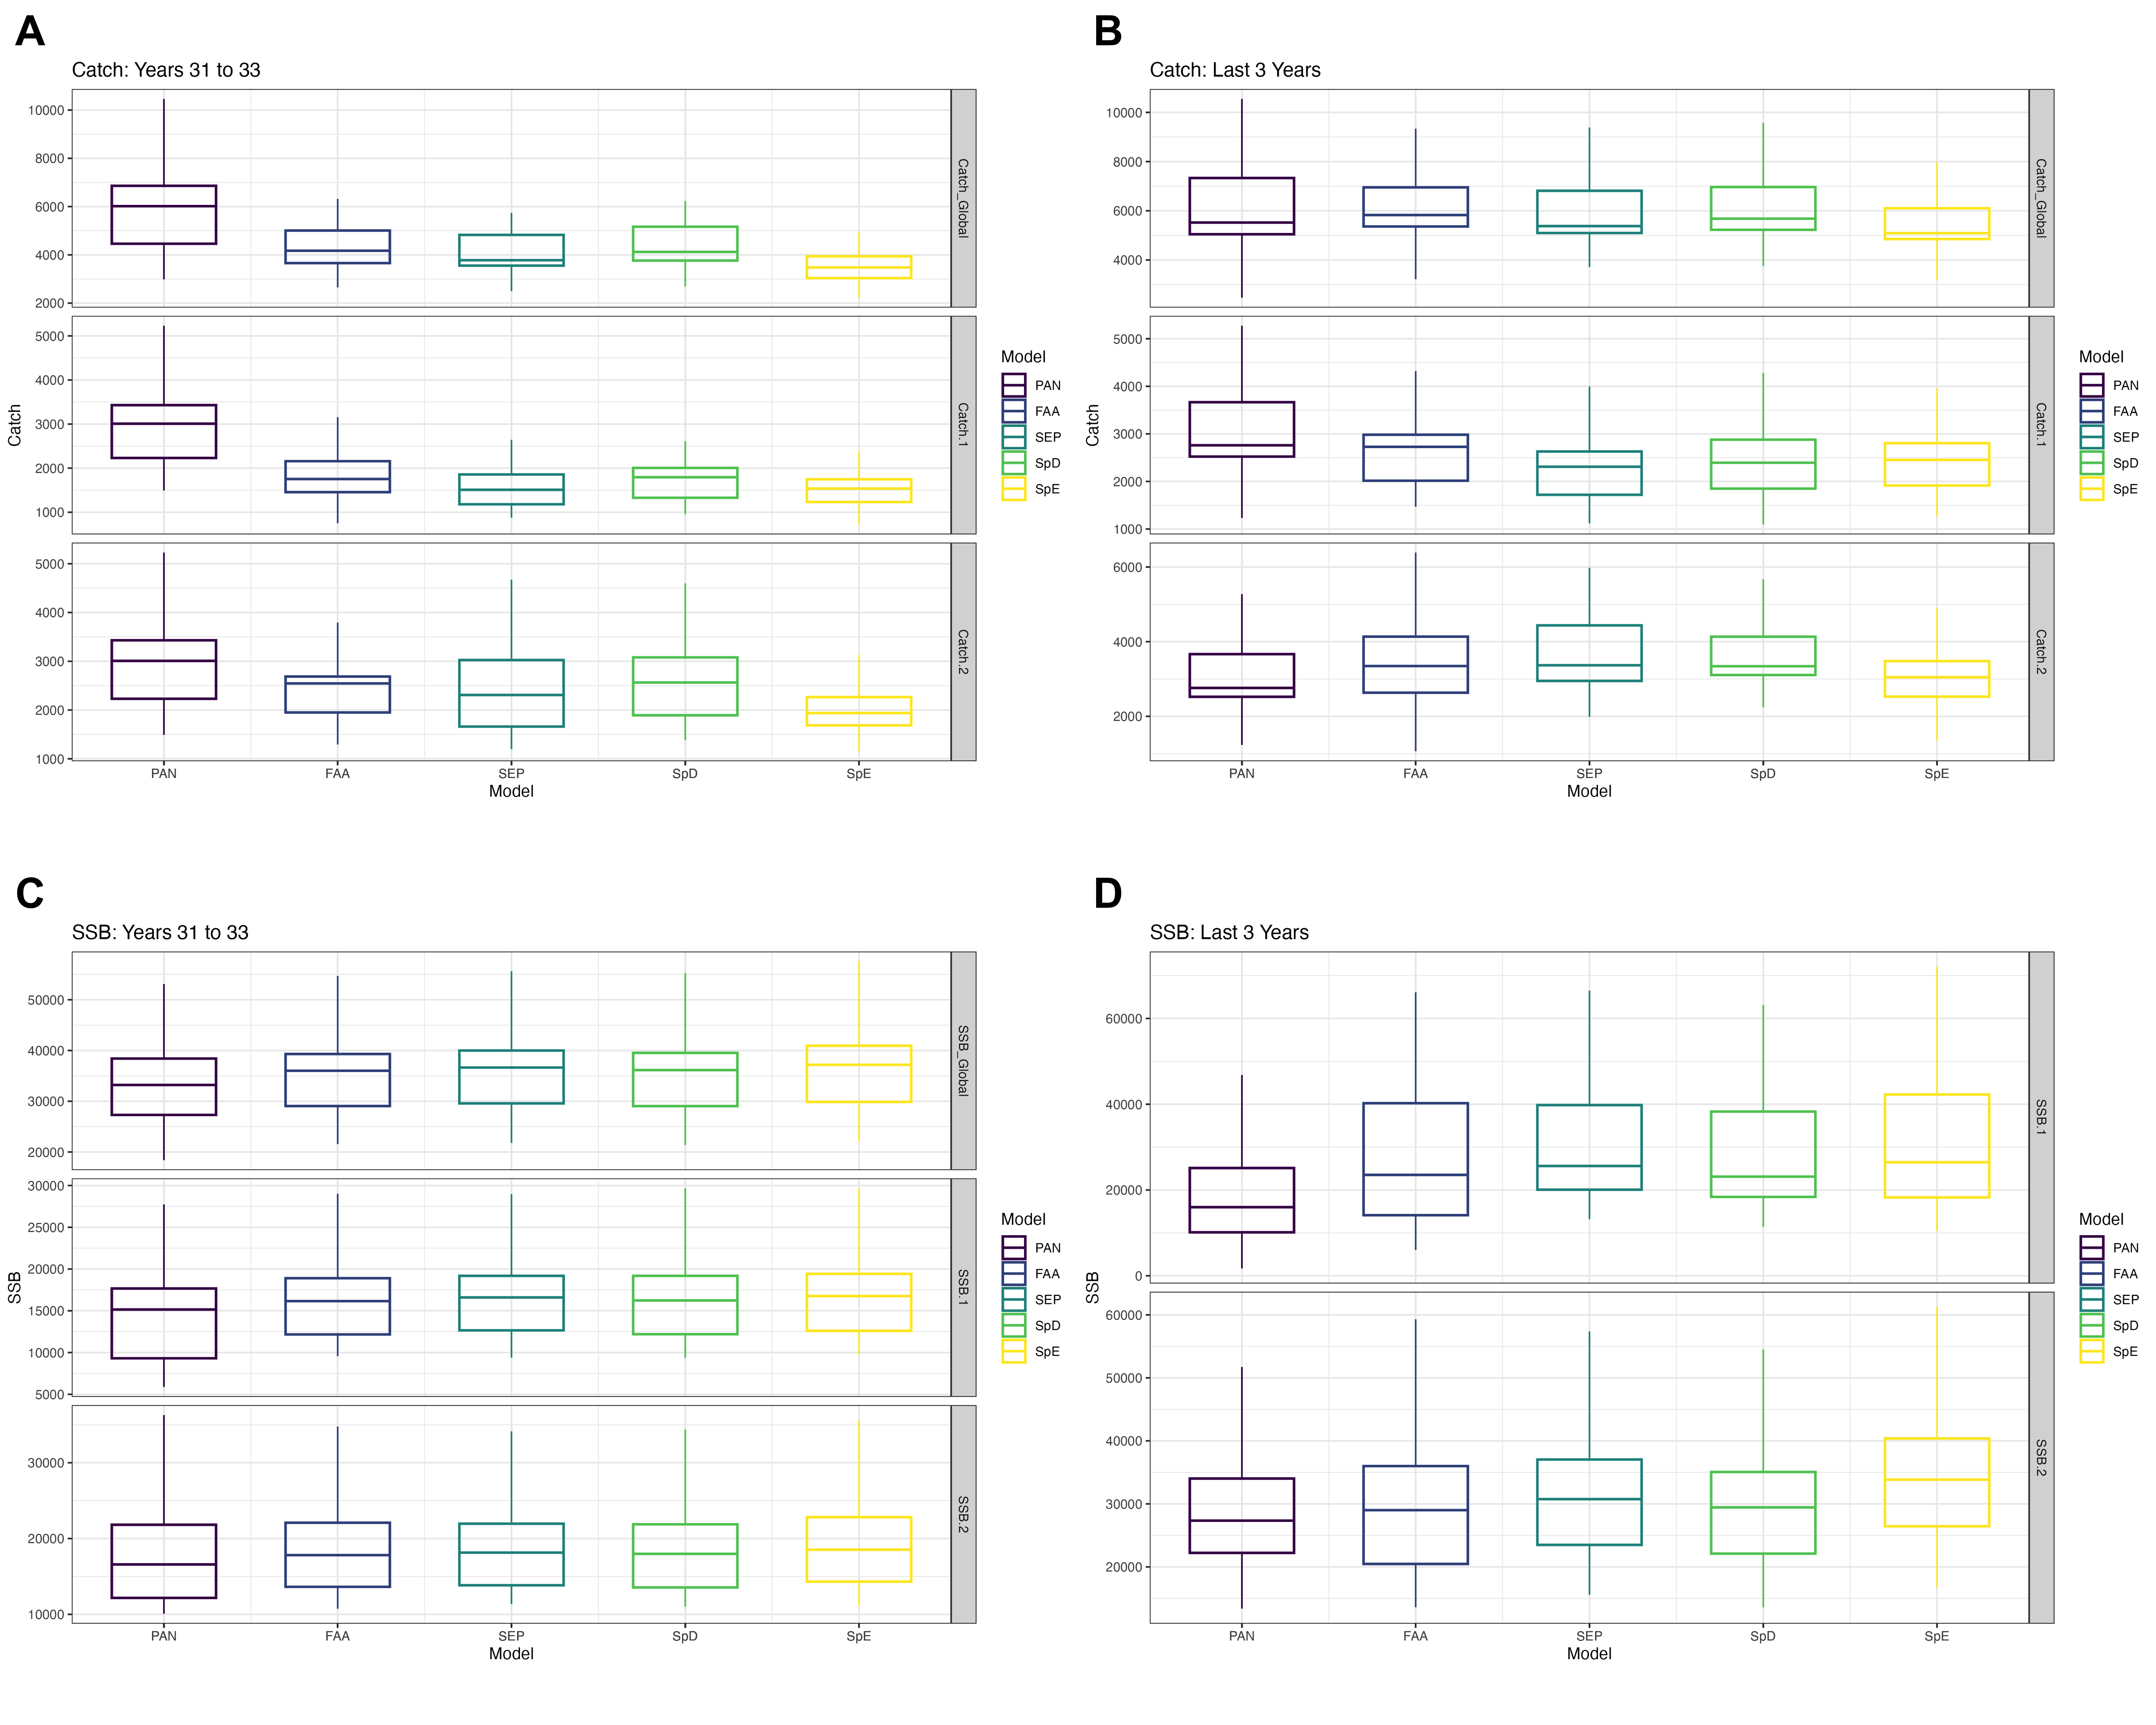 A
Catch: Years 31 to 33
Catch
10000
8000
6000
4000
2000
Catch_Global
5000
4000
3000
2000
1000
Catch.1
5000
4000
3000
2000
1000
Catch.2
PAN FAA SEP SpD SpE
Model
Model
PAN
FAA
SEP
SpD
SpE
B
Catch: Last 3 Years
Catch
10000
8000
6000
4000
Catch_Global
5000
4000
3000
2000
1000
Catch.1
6000
4000
2000
Catch.2
PAN FAA SEP SpD SpE
Model
Model
PAN
FAA
SEP
SpD
SpE
C
SSB: Years 31 to 33
SSB
50000
40000
30000
20000
SSB_Global
30000
25000
20000
15000
10000
5000
SSB.1
30000
20000
10000
SSB.2
PAN FAA SEP SpD SpE
Model
Model
PAN
FAA
SEP
SpD
SpE
D
SSB: Last 3 Years
SSB
60000
40000
20000
0
SSB.1
60000
50000
40000
30000
20000
SSB.2
PAN FAA SEP SpD SpE
Model
Model
PAN
FAA
SEP
SpD
SpE